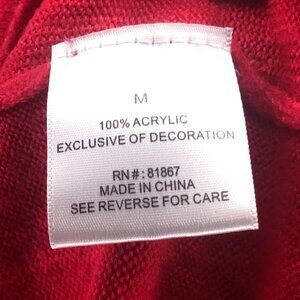 M
100% ACRYLIC
EXCLUSIVE OF DECORATION
RN#: 81867
MADE IN CHINA
SEE REVERSE FOR CARE